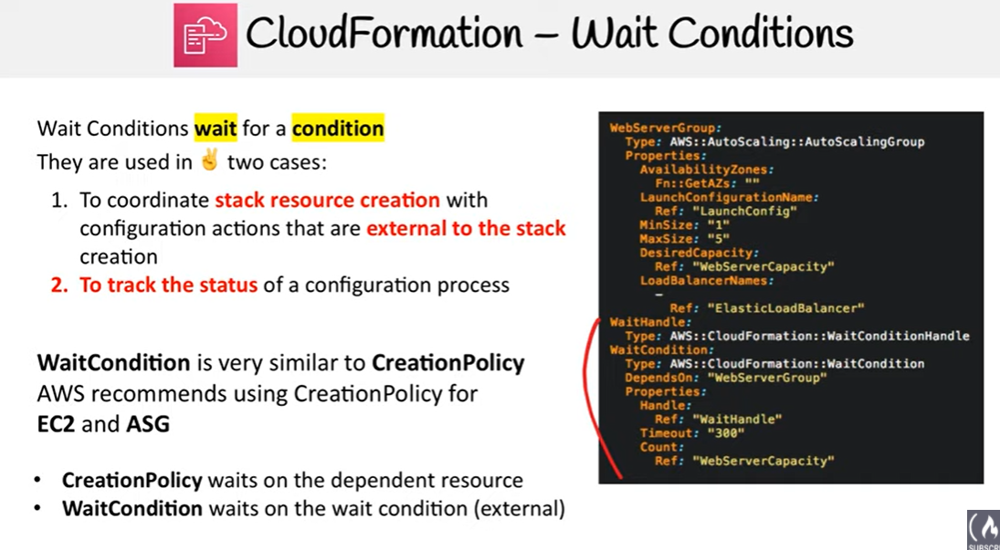 CloudFormation – Wait Conditions
Wait Conditions wait for a condition
They are used in ✌ two cases:
1. To coordinate stack resource creation with
configuration actions that are external to the stack
creation
2. To track the status of a configuration process
WaitCondition is very similar to CreationPolicy
AWS recommends using CreationPolicy for
EC2 and ASG
• CreationPolicy waits on the dependent resource
• WaitCondition waits on the wait condition (external)
WebServerGroup:
Type: AWS::AutoScaling::AutoScalingGroup
Properties:
AvailabilityZones:
Fn::GetAZs: ""
LaunchConfigurationName:
Ref: "LaunchConfig"
MinSize: "1"
MaxSize: "5"
DesiredCapacity:
Ref: "WebServerCapacity"
LoadBalancerNames:
–
Ref: "ElasticLoadBalancer"
WaitHandle:
Type: AWS::CloudFormation::WaitConditionHandle
WaitCondition:
Type: AWS::CloudFormation::WaitCondition
DependsOn: "WebServerGroup"
Properties:
Handle:
Ref: "WaitHandle"
Timeout: "300"
Count:
Ref: "WebServerCapacity"